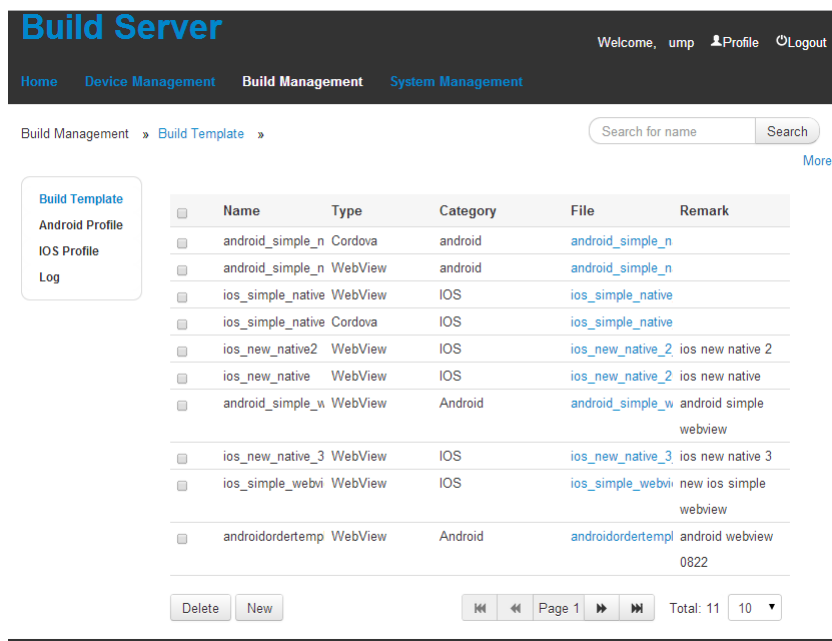 Build Server
Welcome, ump Profile Logout
Home Device Management Build Management System Management
Build Management » Build Template »
Search for name Search
More
Build Template
Android Profile
IOS Profile
Log
Name Type Category File Remark
android_simple_n Cordova android android_simple_n
android_simple_n WebView android android_simple_n
ios_simple_native WebView IOS ios_simple_native
ios_simple_native Cordova IOS ios_simple_native
ios_new_native2 WebView IOS ios_new_native_2_ ios new native 2
ios_new_native WebView IOS ios_new_native_2 ios new native
android_simple_w WebView Android android_simple_w android simple
webview
ios_new_native_3 WebView IOS ios_new_native_3_ ios new native 3
ios_simple_webvi WebView IOS ios_simple_webvi new ios simple
webview
androidordertemp WebView Android androidordertempl android webview
0822
Delete New Page 1 Total: 11 10